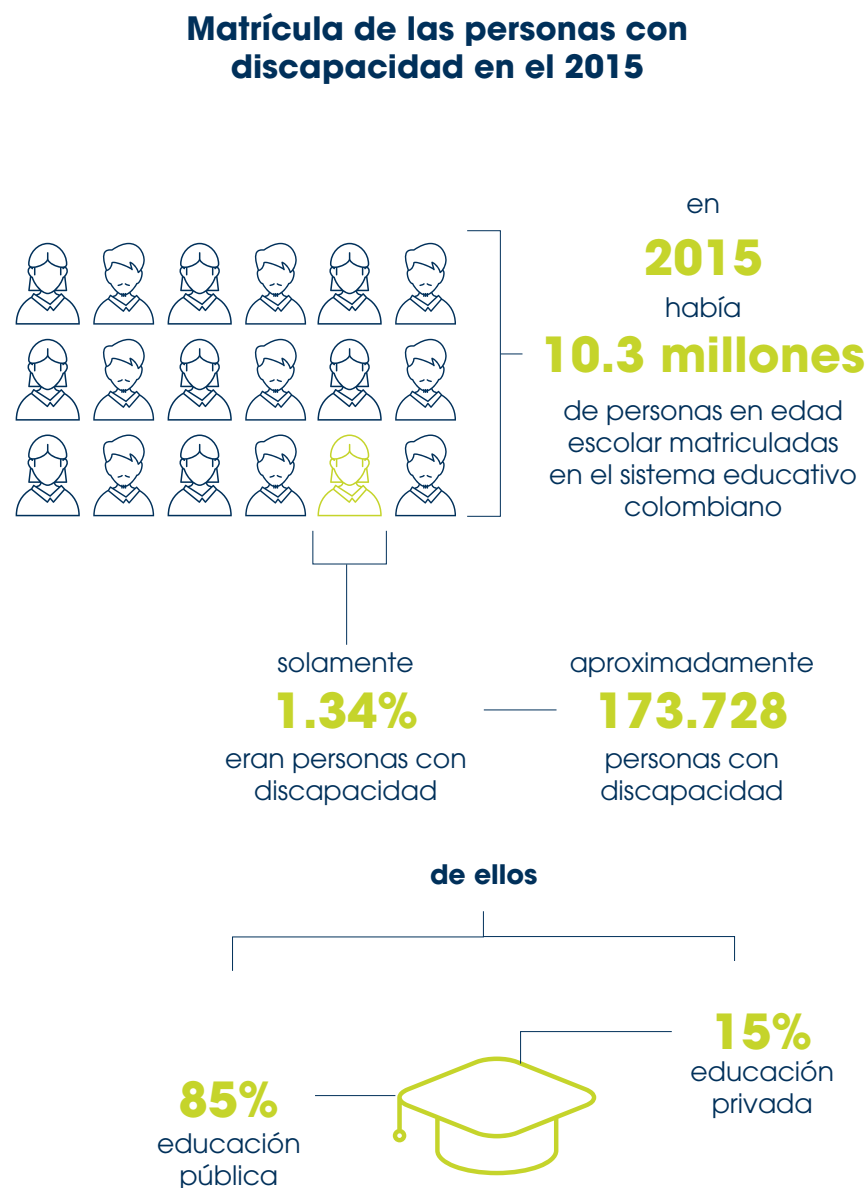 Matrícula de las personas con
discapacidad en el 2015
en
2015
había
10.3 millones
de personas en edad
escolar matriculadas
en el sistema educativo
colombiano
solamente
1.34%
eran personas con
discapacidad
aproximadamente
173.728
personas con
discapacidad
de ellos
85%
educación
pública
15%
educación
privada